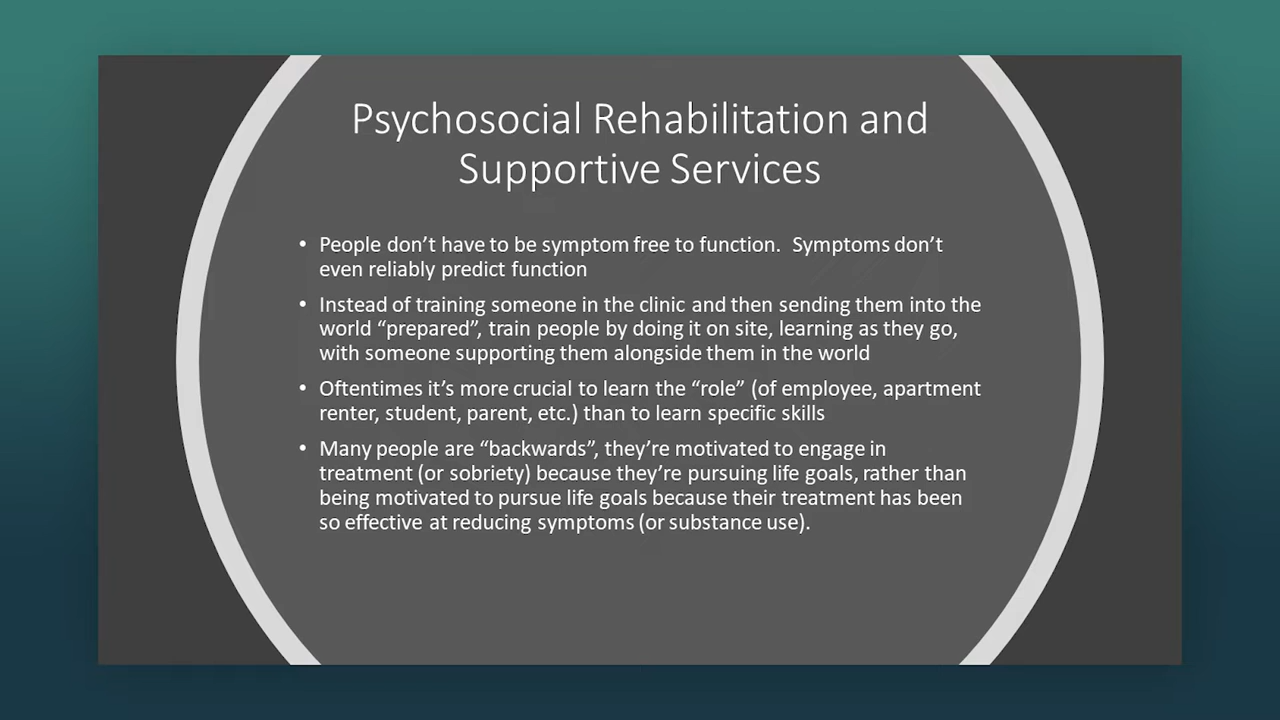 Psychosocial Rehabilitation and
Supportive Services
• People don’t have to be symptom free to function.  Symptoms don’t
even reliably predict function
• Instead of training someone in the clinic and then sending them into the
world “prepared”, train people by doing it on site, learning as they go,
with someone supporting them alongside them in the world
• Oftentimes it’s more crucial to learn the “role” (of employee, apartment
renter, student, parent, etc.) than to learn specific skills
• Many people are “backwards”, they’re motivated to engage in
treatment (or sobriety) because they’re pursuing life goals, rather than
being motivated to pursue life goals because their treatment has been
so effective at reducing symptoms (or substance use).